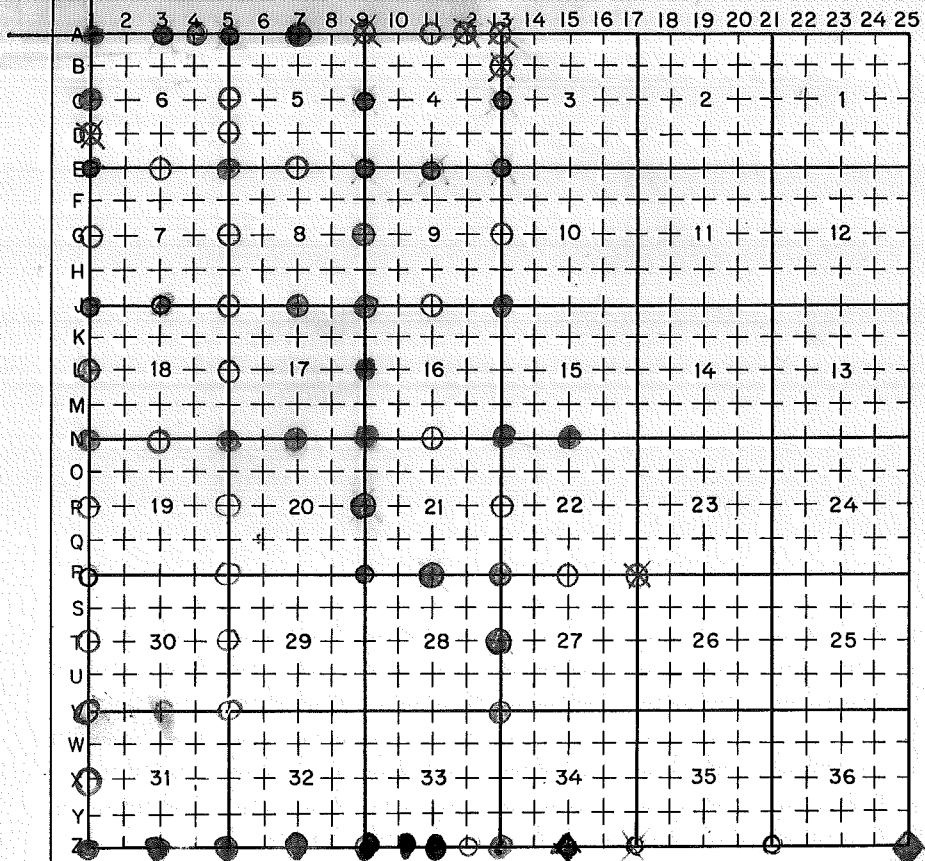 1 2 3 4 5 6 7 8 9 10 11 12 13 14 15 16 17 18 19 20 21 22 23 24 25
A
B
C 6 5 4 3 2 1
D
E
F
G 7 8 9 10 11 12
H
J
K
L 18 17 16 15 14 13
M
N
O
P 19 20 21 22 23 24
Q
R
S
T 30 29 28 27 26 25
U
V
W
X 31 32 33 34 35 36
Y
Z